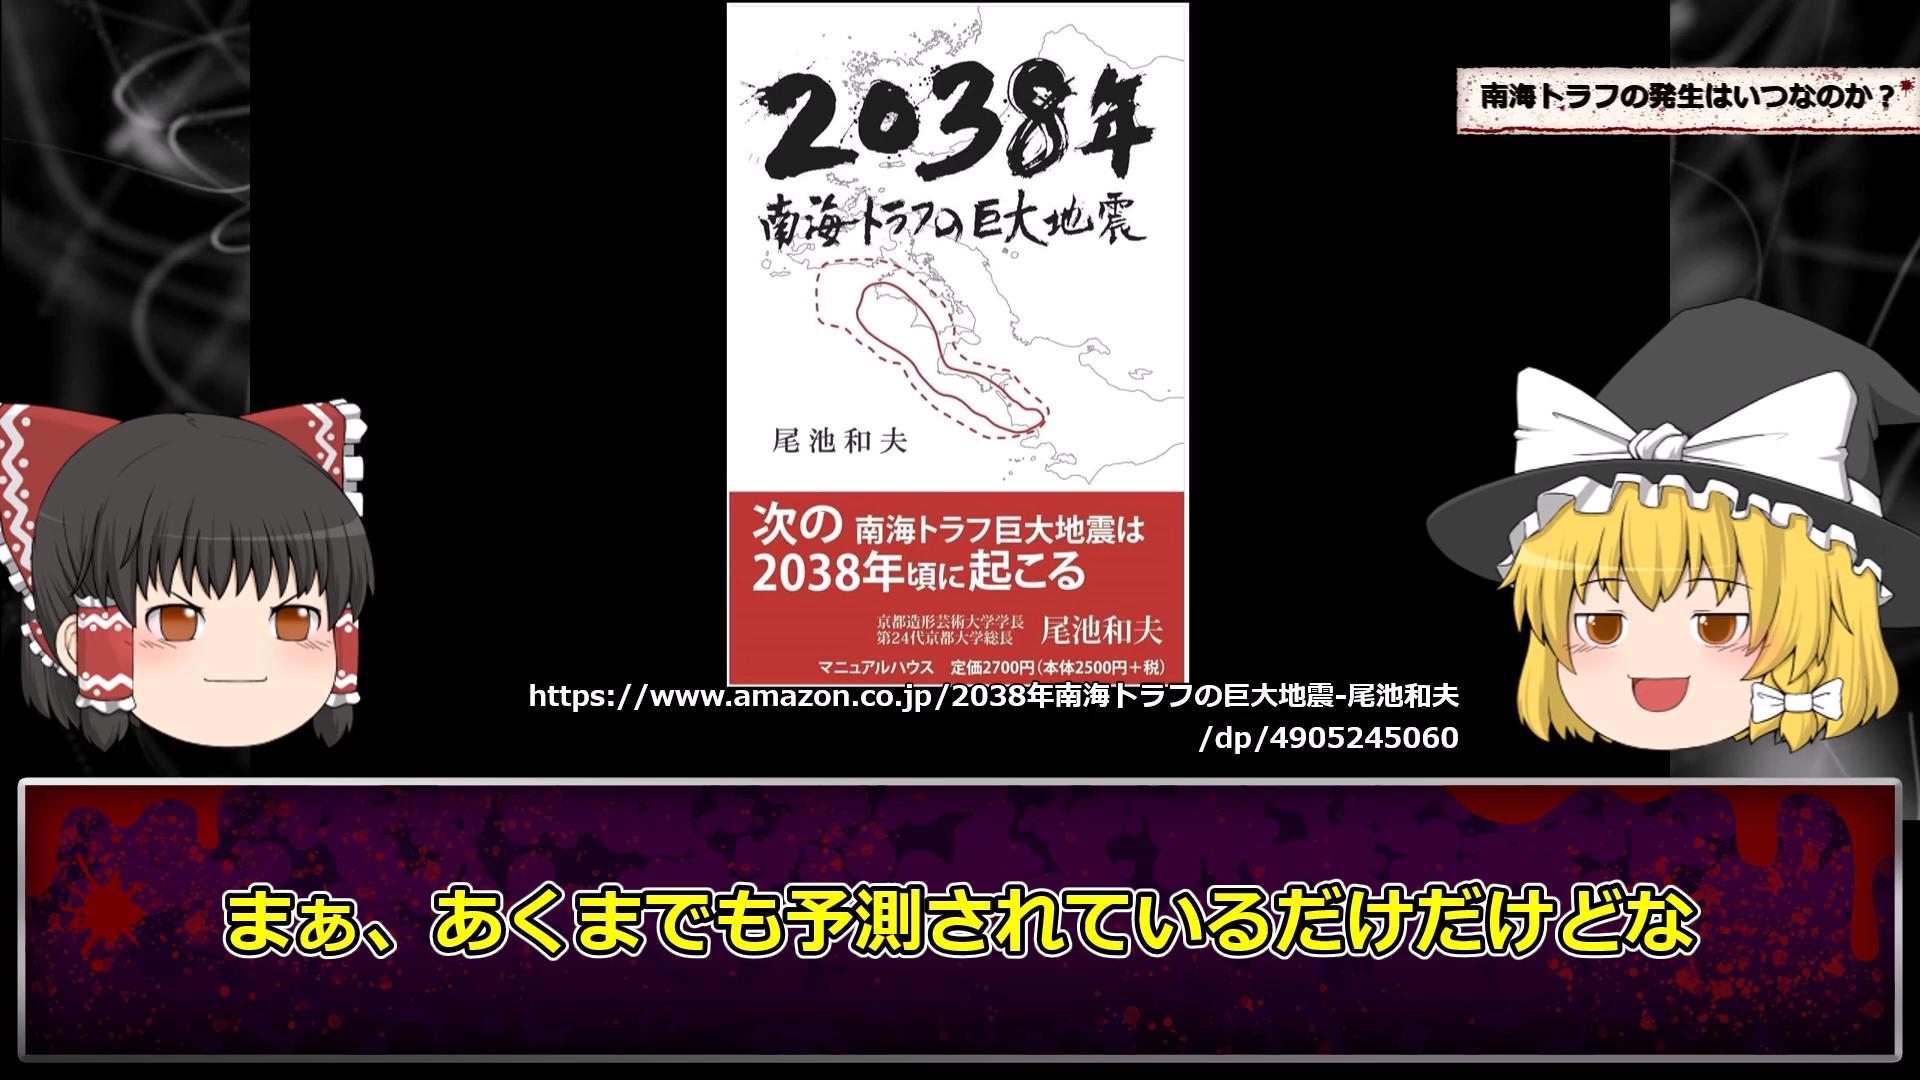 南海トラフの発生はいつなのか?
2038年
南海トラフの巨大地震
尾池和夫
次の 南海トラフ巨大地震は
2038年頃に起こる
京都造形芸術大学学長
第24代京都大学総長
尾池和夫
マニュアルハウス 定価2700円(本体2500円+税)
https://www.amazon.co.jp/2038年南海トラフの巨大地震-尾池和夫
/dp/4905245060
まぁ、あくまでも予測されているだけだけどな